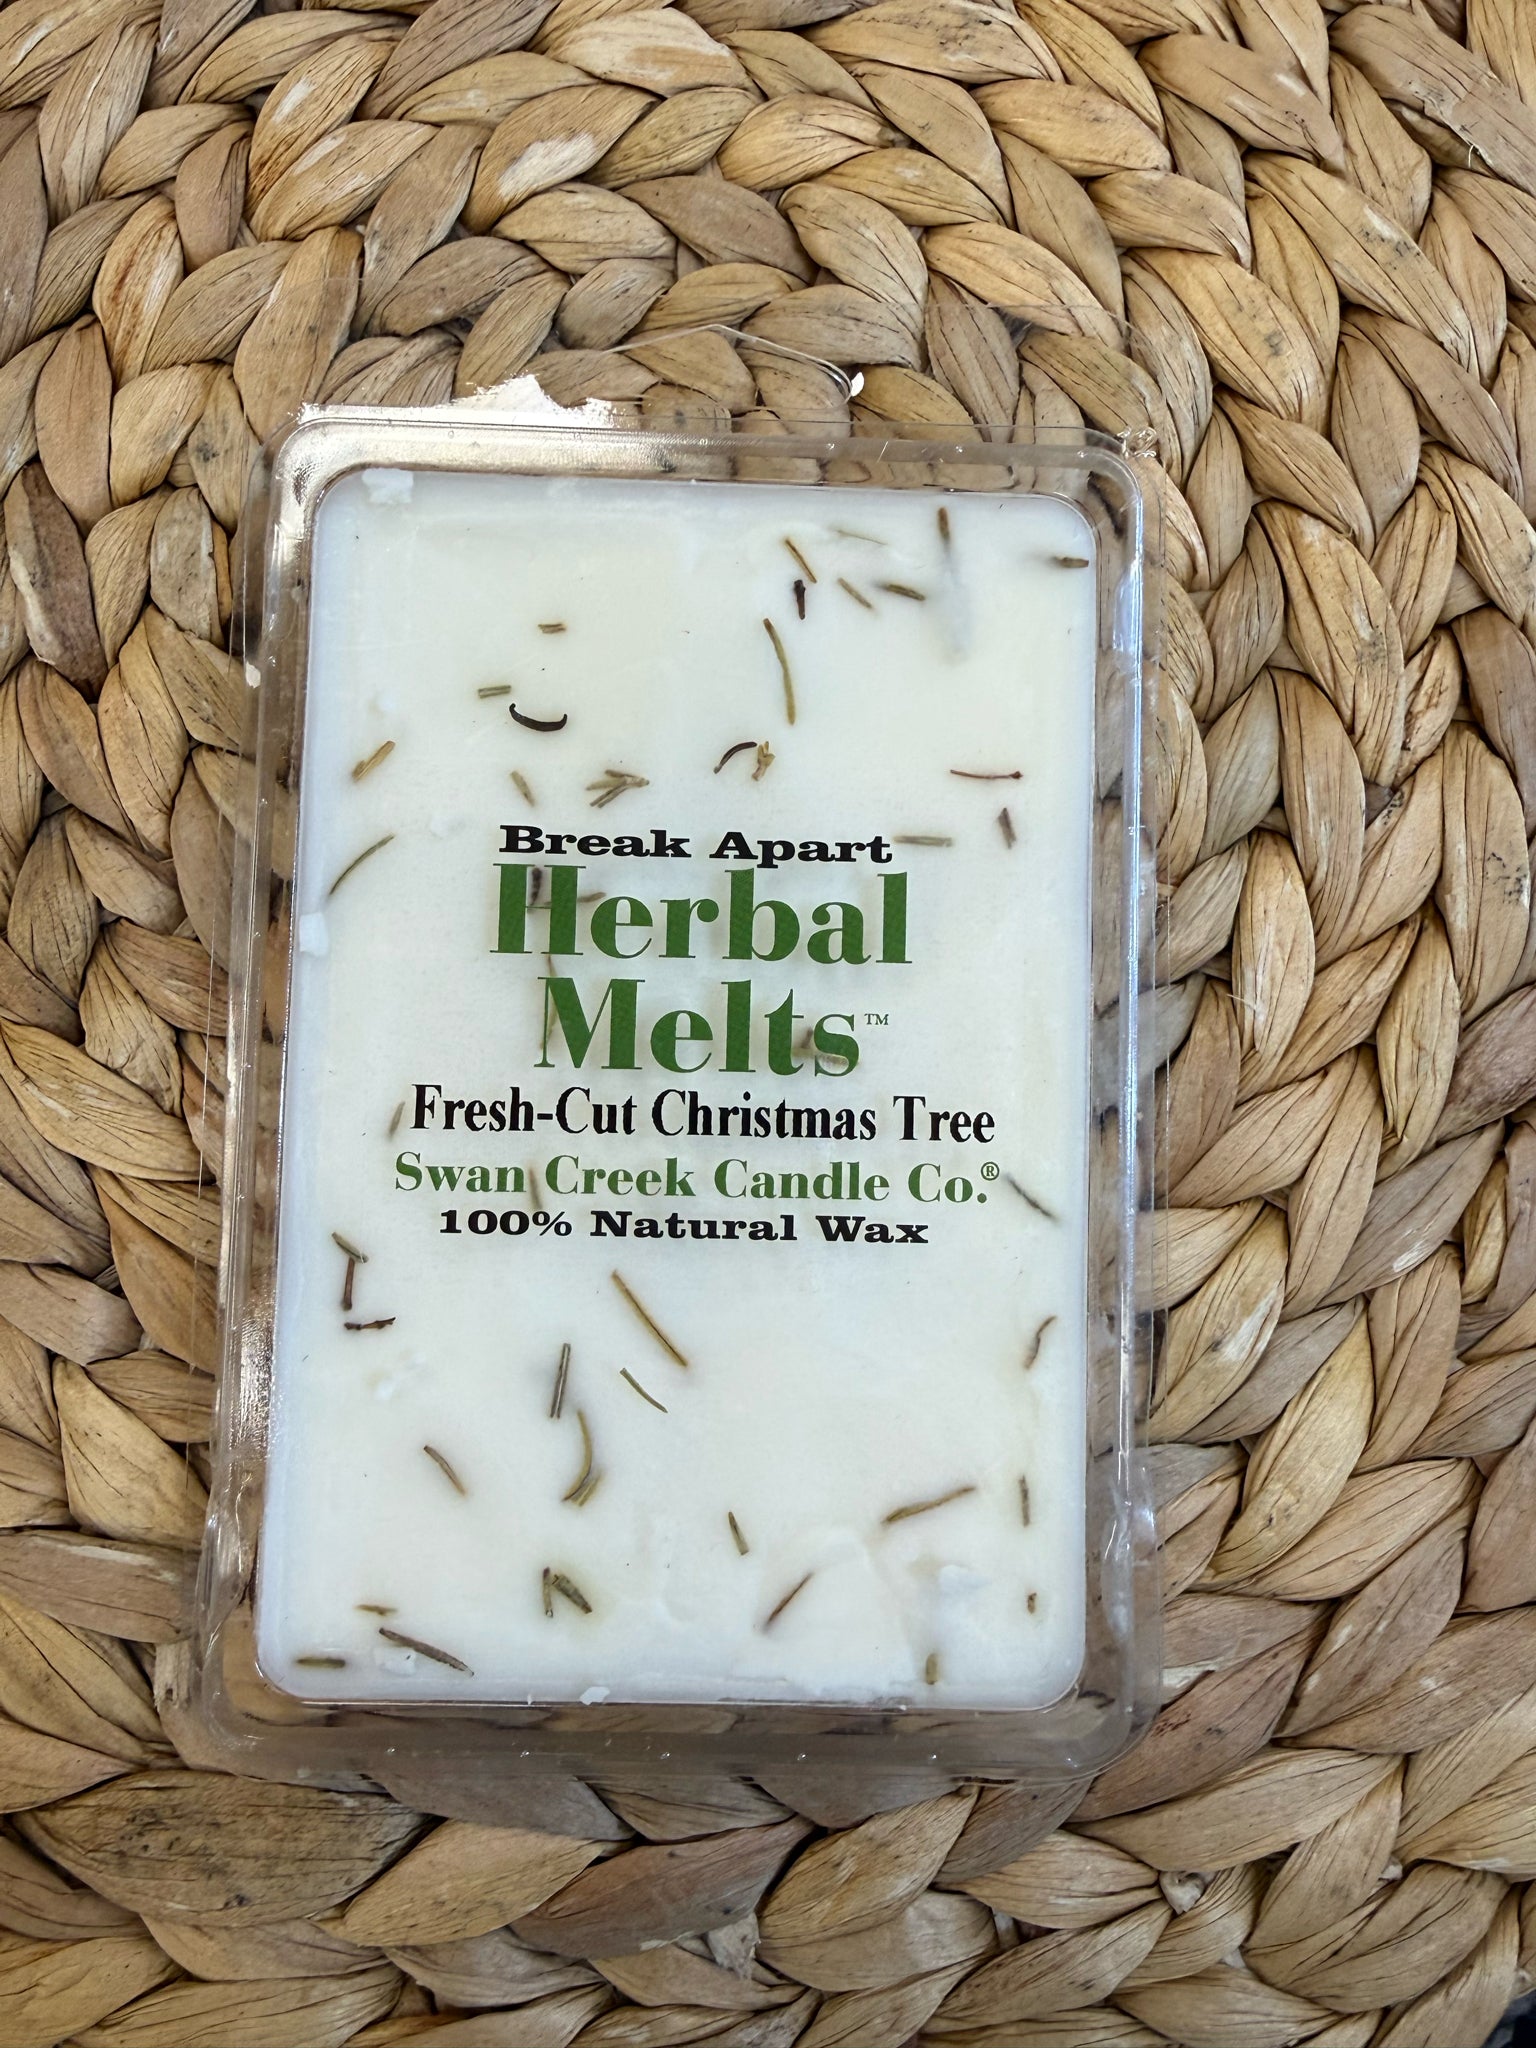 Break Apart
Herbal
Melts™
Fresh-Cut Christmas Tree
Swan Creek Candle Co.®
100% Natural Wax